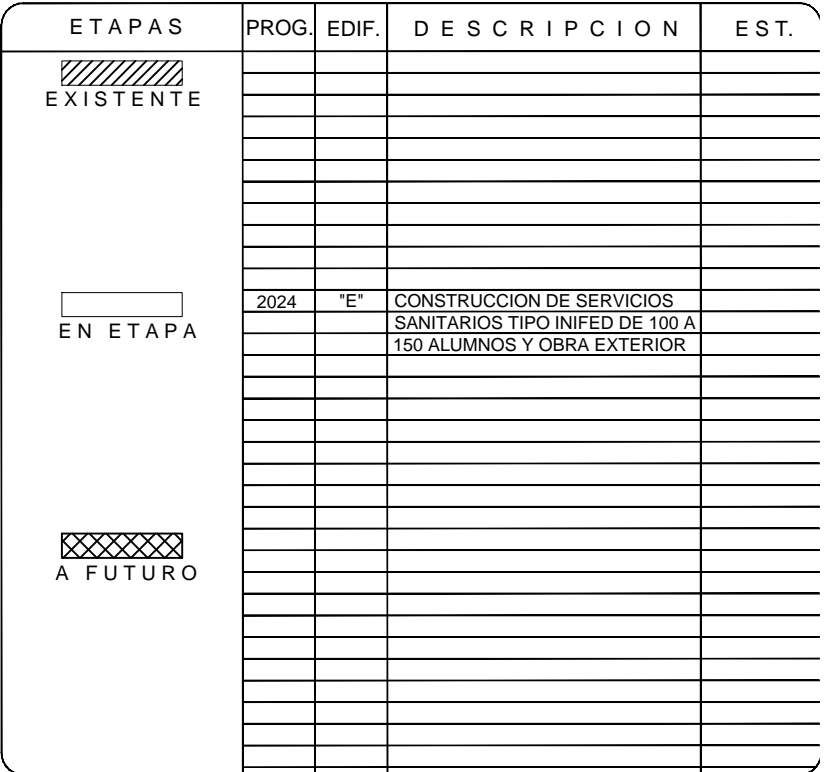 ETAPAS PROG. EDIF. DESCRIPCION EST.
EXISTENTE
2024 "E" CONSTRUCCION DE SERVICIOS
EN ETAPA SANITARIOS TIPO INIFED DE 100 A
150 ALUMNOS Y OBRA EXTERIOR
A FUTURO